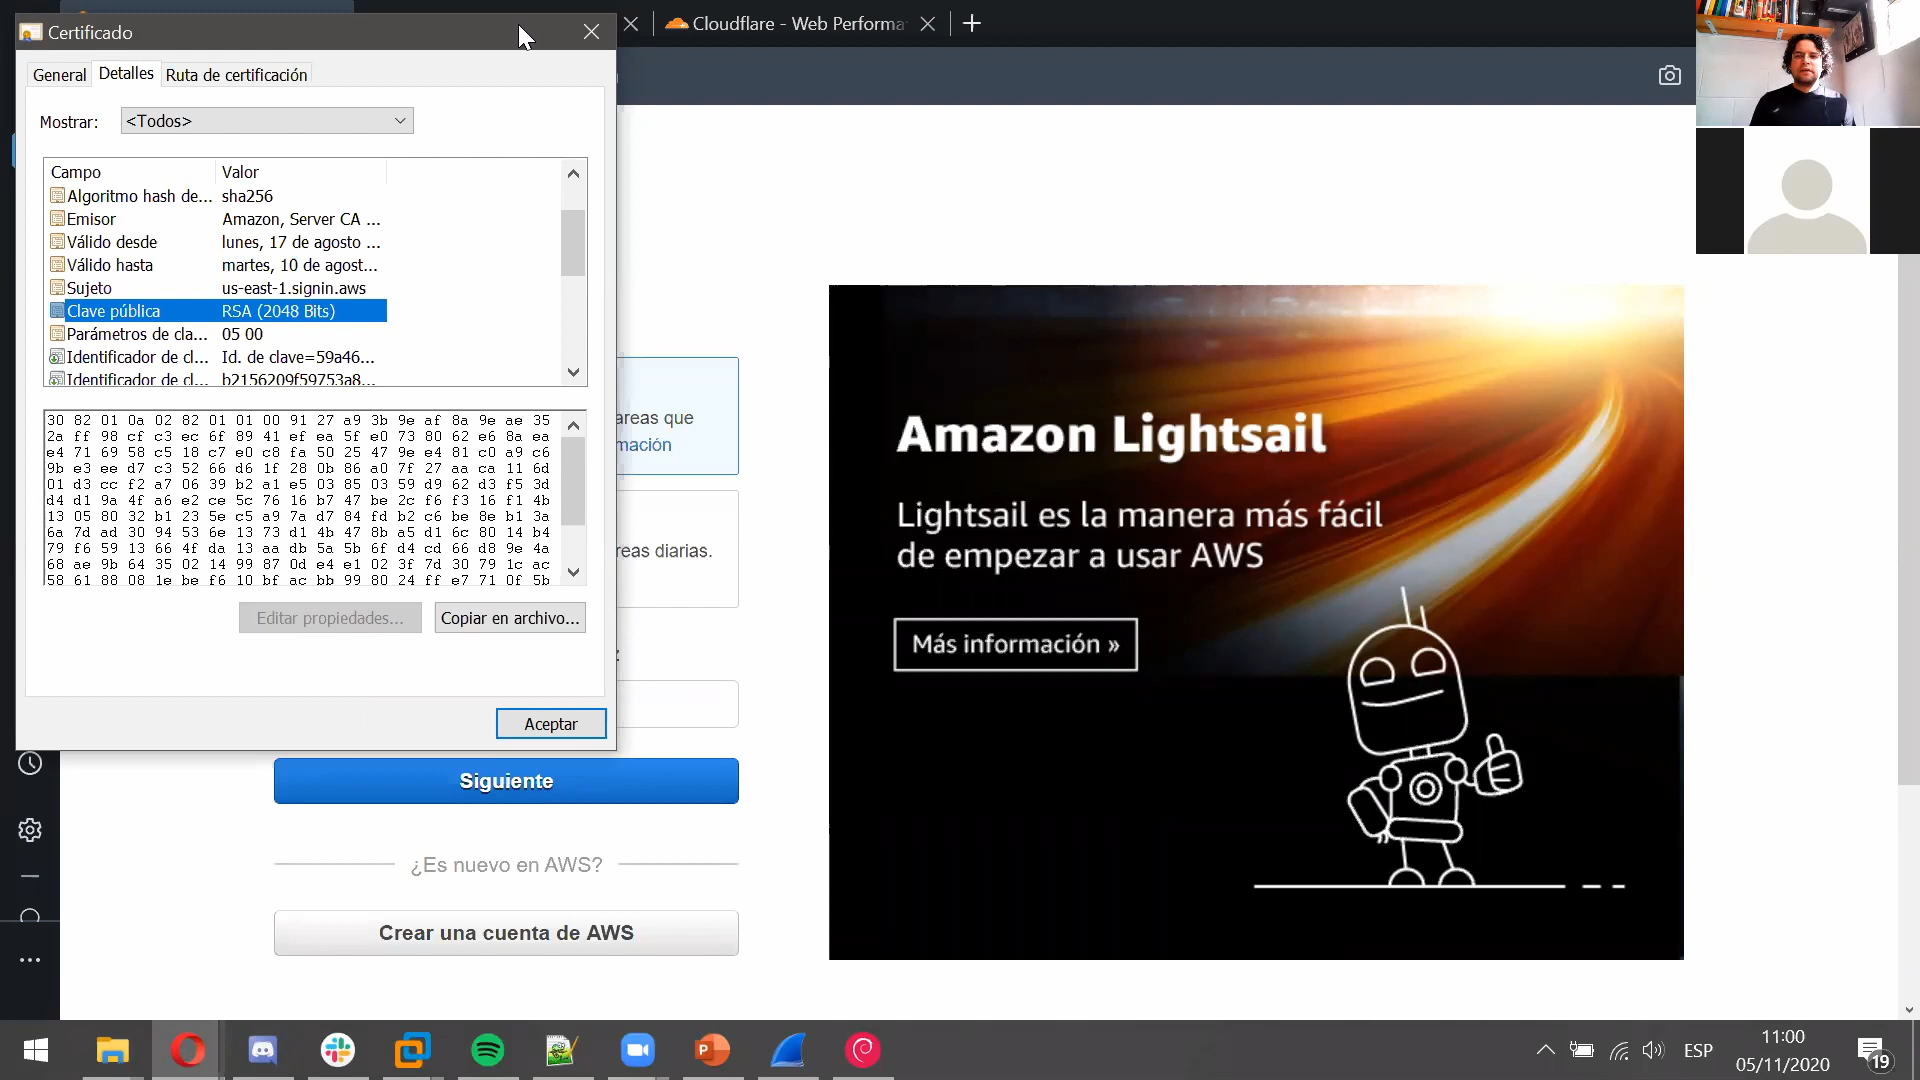 Certificado
Cloudflare - Web Performa
General
Detalles
Ruta de certificación
Mostrar:
<Todos>
Campo Valor
Algoritmo hash de... sha256
Emisor Amazon, Server CA ...
Válido desde lunes, 17 de agosto ...
Válido hasta martes, 10 de agost...
Sujeto us-east-1.signin.aws
Clave pública RSA (2048 Bits)
Parámetros de cla... 05 00
Identificador de cl... Id. de clave=59a46...
Identificador de cl... b2156209f59753a8...
30 82 01 0a 02 82 01 01 00 91 27 a9 3b 9e af 8a 9e ae 35
2a ff 98 cf c3 ec 6f 89 41 ef ea 5f e0 73 80 62 e6 8a ea
e4 71 69 58 c5 18 c7 e0 c8 fa 50 25 47 9e e4 81 c0 a9 c6
9b e3 ee d7 c3 52 66 d6 1f 28 0b 86 a0 7f 27 aa ca 11 6d
01 d3 cc f2 a7 06 39 b2 a1 e5 03 85 03 59 d9 62 d3 f5 3d
d4 d1 9a 4f a6 e2 ce 5c 76 16 b7 47 be 2c f6 f3 16 f1 4b
13 05 80 32 b1 23 5e c5 a9 7a d7 84 fd b2 c6 be 8e b1 3a
6a 7d ad 30 94 53 6e 13 73 d1 4b 47 8b a5 d1 6c 80 14 b4
79 f6 59 13 66 4f da 13 aa db 5a 5b 6f d4 cd 66 d8 9e 4a
68 ae 9b 64 35 02 14 99 87 0d e4 e1 02 3f 7d 30 79 1c ac
58 61 88 08 1e be f6 10 bf ac bb 99 80 24 ff e7 71 0f 5b
Editar propiedades...
Copiar en archivo...
Aceptar
areas que
mación
reas diarias.
Siguiente
¿Es nuevo en AWS?
Crear una cuenta de AWS
Amazon Lightsail
Lightsail es la manera más fácil
de empezar a usar AWS
Más información »
ESP
11:00
05/11/2020
19